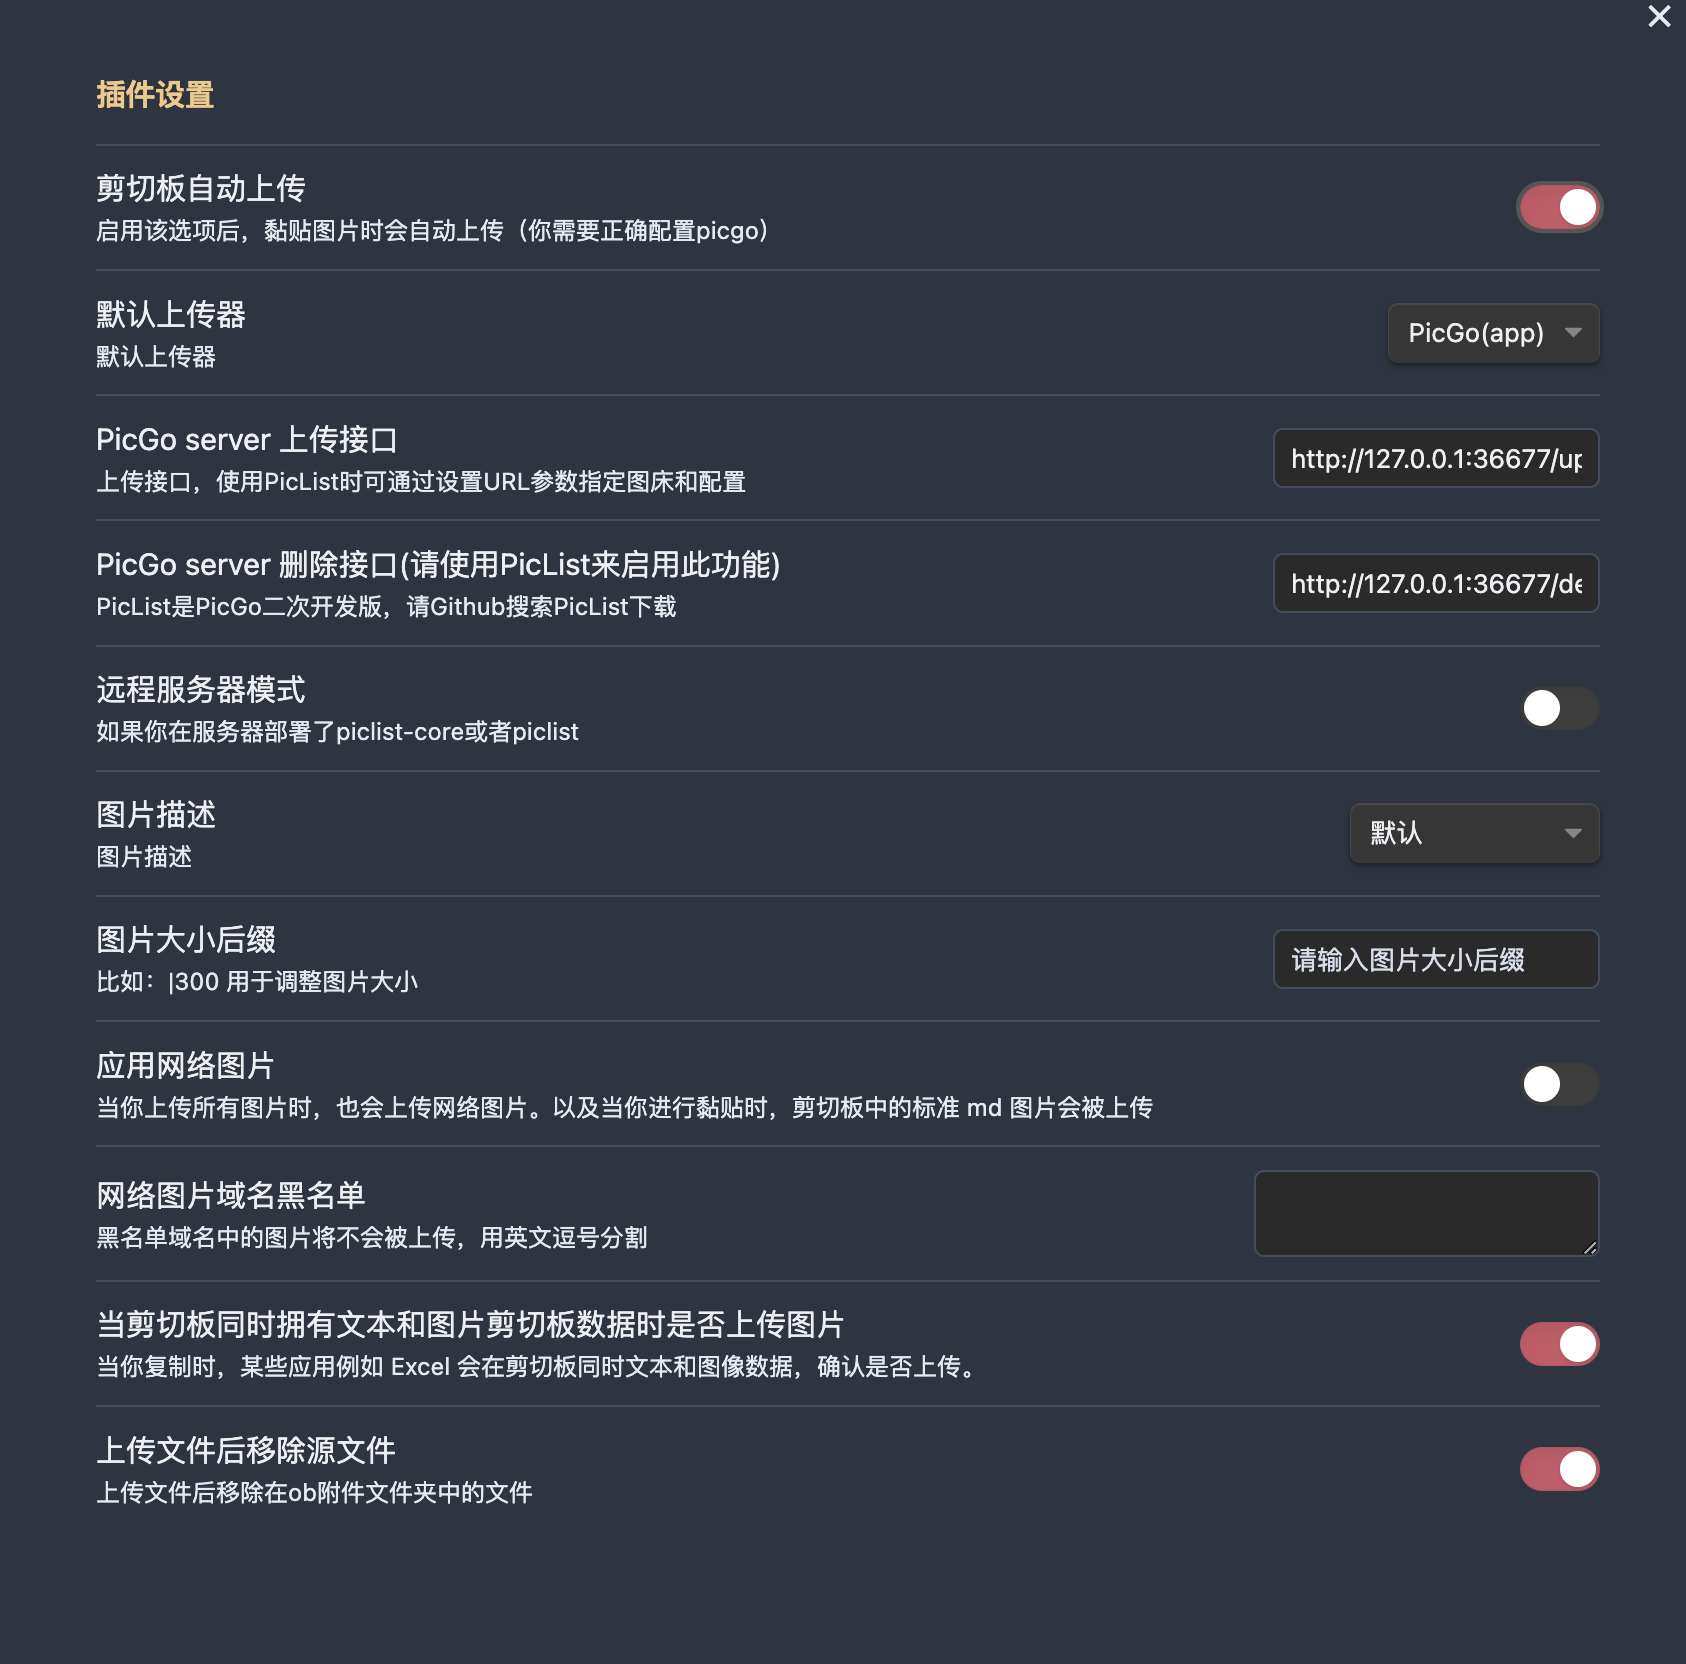 插件设置
剪切板自动上传
启用该选项后，黏贴图片时会自动上传（你需要正确配置picgo）
默认上传器
默认上传器
PicGo(app)
PicGo server 上传接口
上传接口，使用PicList时可通过设置URL参数指定图床和配置
http://127.0.0.1:36677/up
PicGo server 删除接口(请使用PicList来启用此功能)
PicList是PicGo二次开发版，请Github搜索PicList下载
http://127.0.0.1:36677/de
远程服务器模式
如果你在服务器部署了piclist-core或者piclist
图片描述
图片描述
默认
图片大小后缀
比如：|300 用于调整图片大小
请输入图片大小后缀
应用网络图片
当你上传所有图片时，也会上传网络图片。以及当你进行黏贴时，剪切板中的标准 md 图片会被上传
网络图片域名黑名单
黑名单域名中的图片将不会被上传，用英文逗号分割
当剪切板同时拥有文本和图片剪切板数据时是否上传图片
当你复制时，某些应用例如 Excel 会在剪切板同时文本和图像数据，确认是否上传。
上传文件后移除源文件
上传文件后移除在ob附件文件夹中的文件